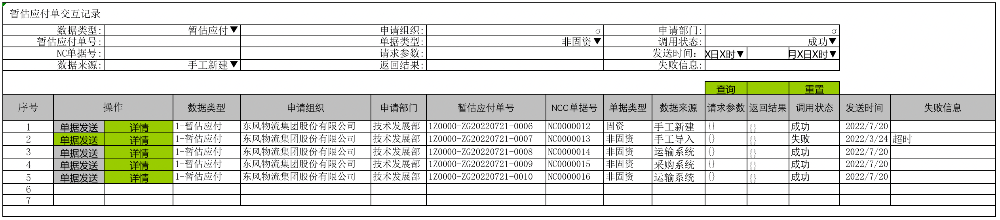 暂估应付单交互记录
数据类型: 暂估应付▼ 申请组织: 申请部门:
暂估应付单号: 单据类型: 非固资▼ 调用状态: 成功▼
NC单据号: 请求参数: 发送时间： X日X时▼ - 月X日X时▼
数据来源: 手工新建▼ 返回结果: 失败信息:
查询 重置
序号 操作 数据类型 申请组织 申请部门 暂估应付单号 NCC单据号 单据类型 数据来源 请求参数 返回结果 调用状态 发送时间 失败信息
1 单据发送 详情 1-暂估应付 东风物流集团股份有限公司 技术发展部 1Z0000-ZG20220721-0006 NC0000012 固资 手工新建 {} {} 成功 2022/7/20
2 单据发送 详情 1-暂估应付 东风物流集团股份有限公司 技术发展部 1Z0000-ZG20220721-0007 NC0000013 非固资 手工导入 {} {} 失败 2022/3/24 超时
3 单据发送 详情 1-暂估应付 东风物流集团股份有限公司 技术发展部 1Z0000-ZG20220721-0008 NC0000014 非固资 运输系统 {} {} 成功 2022/7/20
4 单据发送 详情 1-暂估应付 东风物流集团股份有限公司 技术发展部 1Z0000-ZG20220721-0009 NC0000015 非固资 采购系统 {} {} 成功 2022/7/20
5 单据发送 详情 1-暂估应付 东风物流集团股份有限公司 技术发展部 1Z0000-ZG20220721-0010 NC0000016 非固资 运输系统 {} {} 成功 2022/7/20
6
7